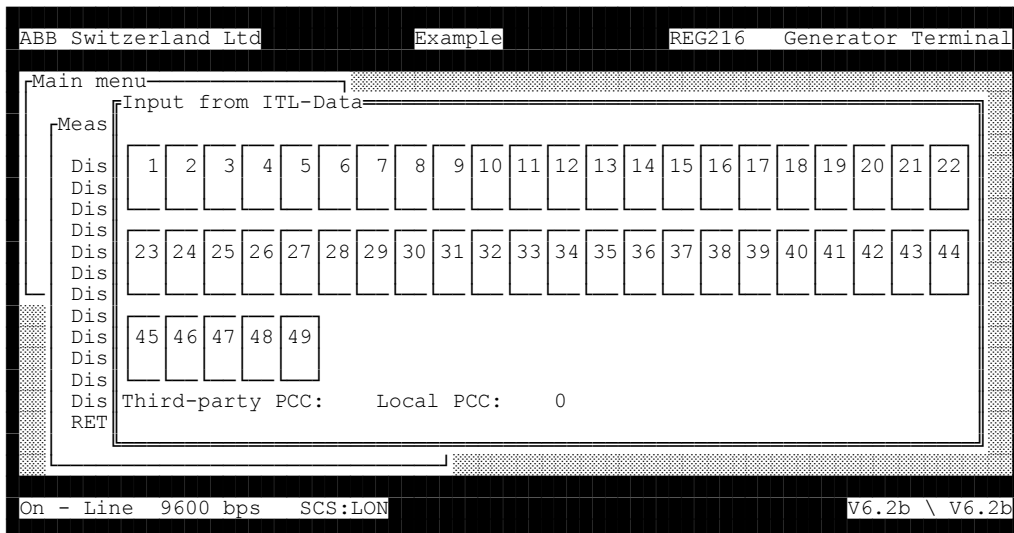 ABB Switzerland Ltd Example REG216 Generator Terminal
Main menu
Input from ITL-Data
Meas
Dis 1 2 3 4 5 6 7 8 9 10 11 12 13 14 15 16 17 18 19 20 21 22
Dis
Dis
Dis
Dis 23 24 25 26 27 28 29 30 31 32 33 34 35 36 37 38 39 40 41 42 43 44
Dis
Dis
Dis
Dis 45 46 47 48 49
Dis
Dis
Dis Third-party PCC: Local PCC: 0
RET
On - Line 9600 bps SCS:LON V6.2b \ V6.2b